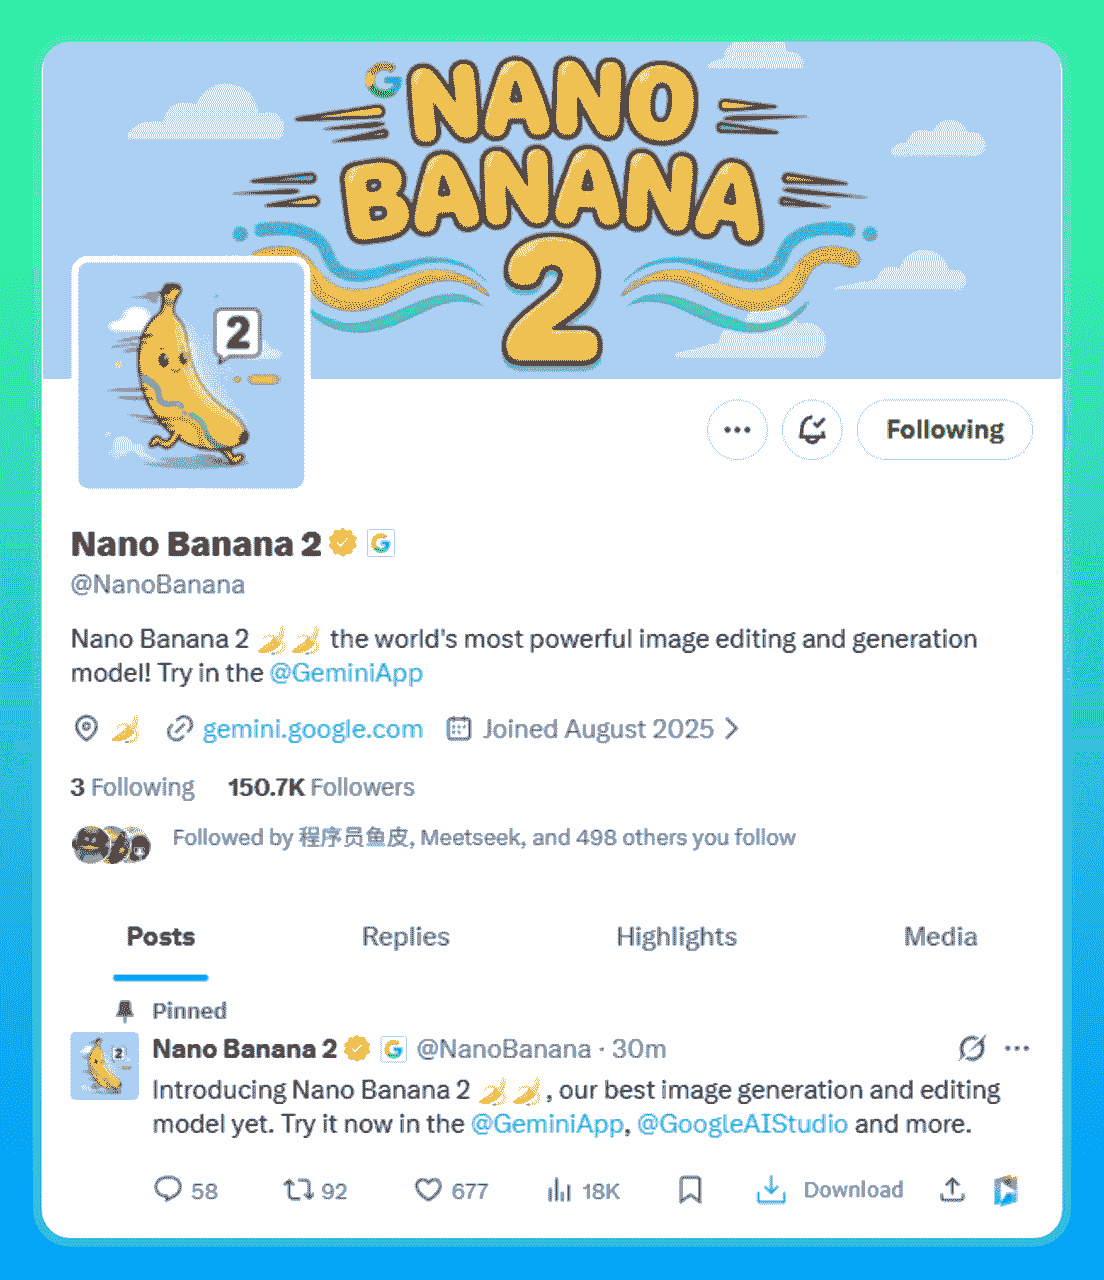 NANO
BANANA
2
2
Following
Nano Banana 2
@NanoBanana
Nano Banana 2 🍌🍌 the world's most powerful image editing and generation
model! Try in the @GeminiApp
🍌 gemini.google.com Joined August 2025
3 Following 150.7K Followers
Followed by 程序员鱼皮, Meetseek, and 498 others you follow
Posts Replies Highlights Media
Pinned
Nano Banana 2 @NanoBanana · 30m
Introducing Nano Banana 2 🍌🍌, our best image generation and editing
model yet. Try it now in the @GeminiApp, @GoogleAIStudio and more.
58 92 677 18K Download